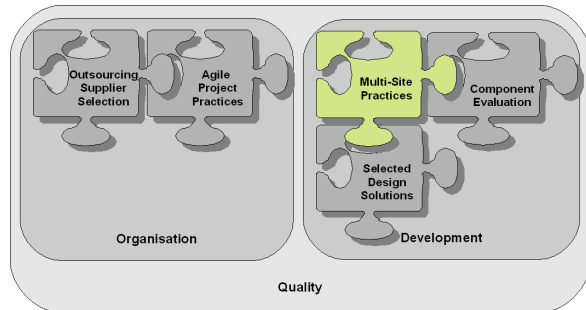 Outsourcing
Supplier
Selection
Agile
Project
Practices
Multi-Site
Practices
Component
Evaluation
Selected
Design
Solutions
Organisation
Development
Quality